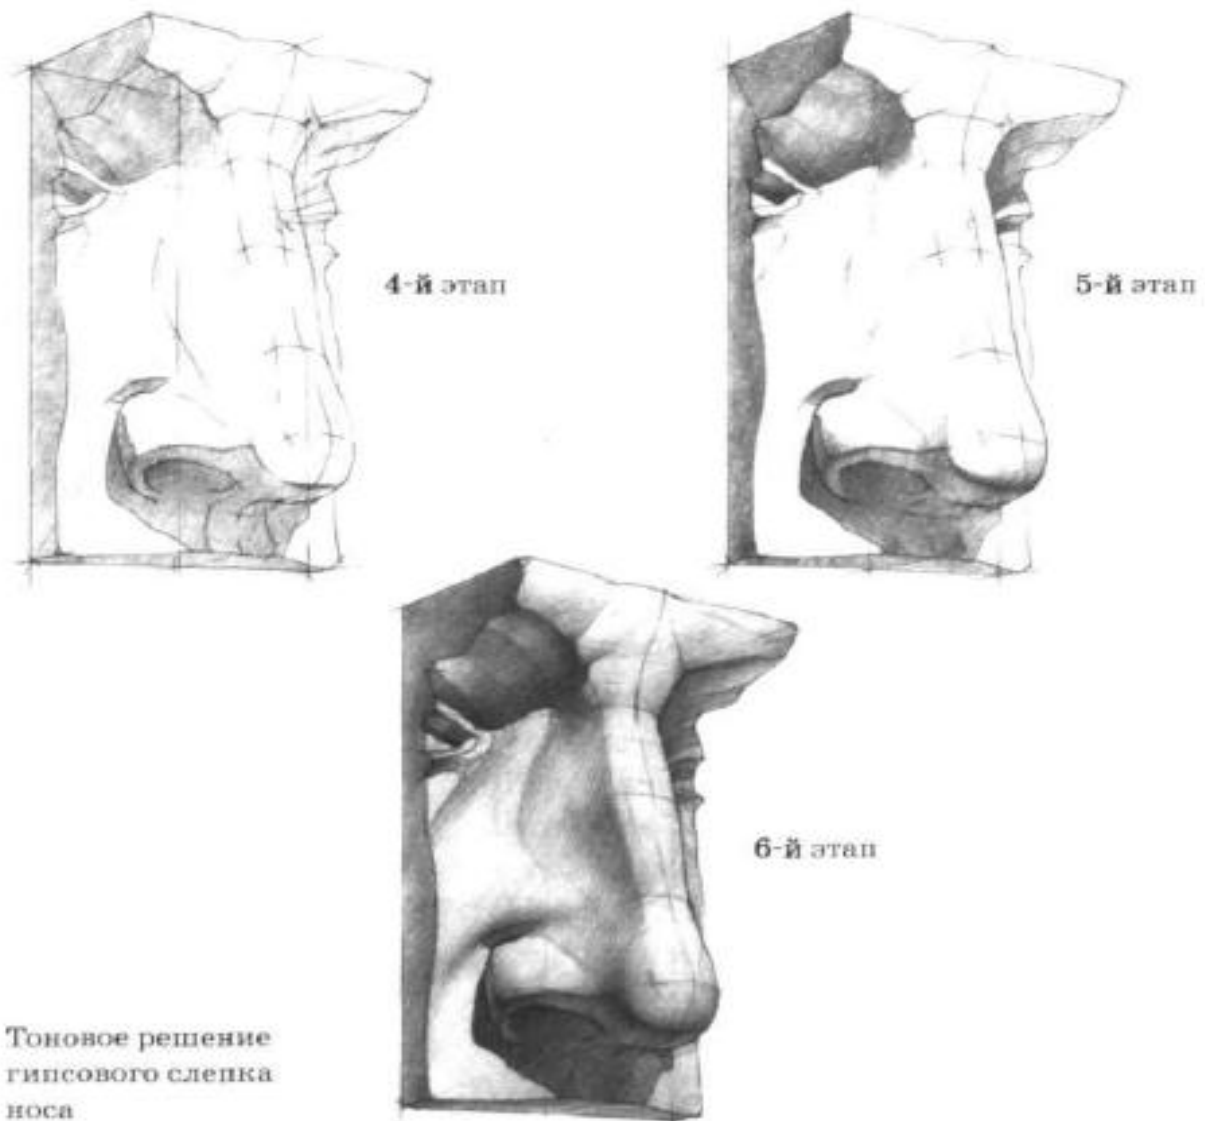 4-й этап
5-й этап
6-й этап
Тоновое решение
гипсового слепка
носа